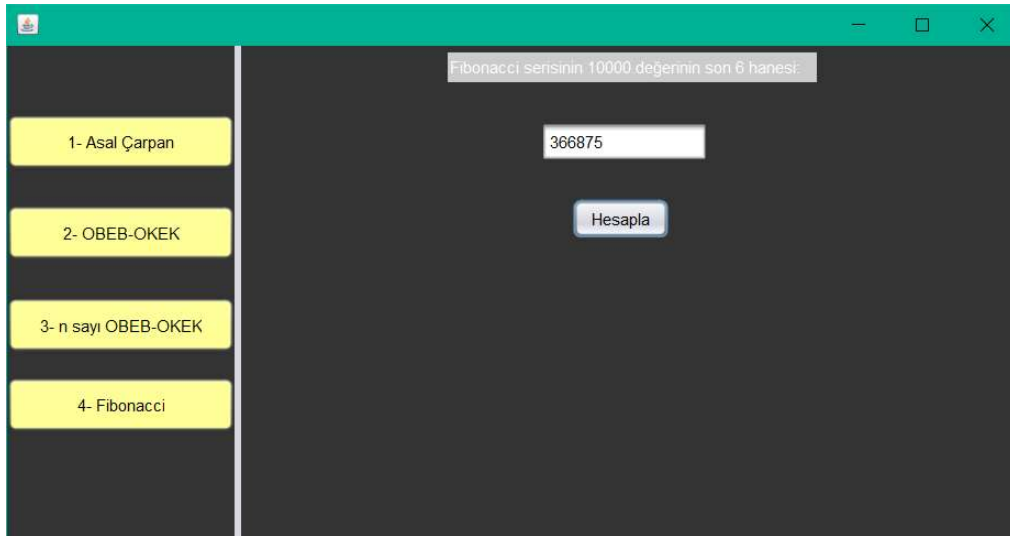 Fibonacci serisinin 10000 değerinin son 6 hanesi:
366875
Hesapla
1- Asal Çarpan
2- OBEB-OKEK
3- n sayı OBEB-OKEK
4- Fibonacci